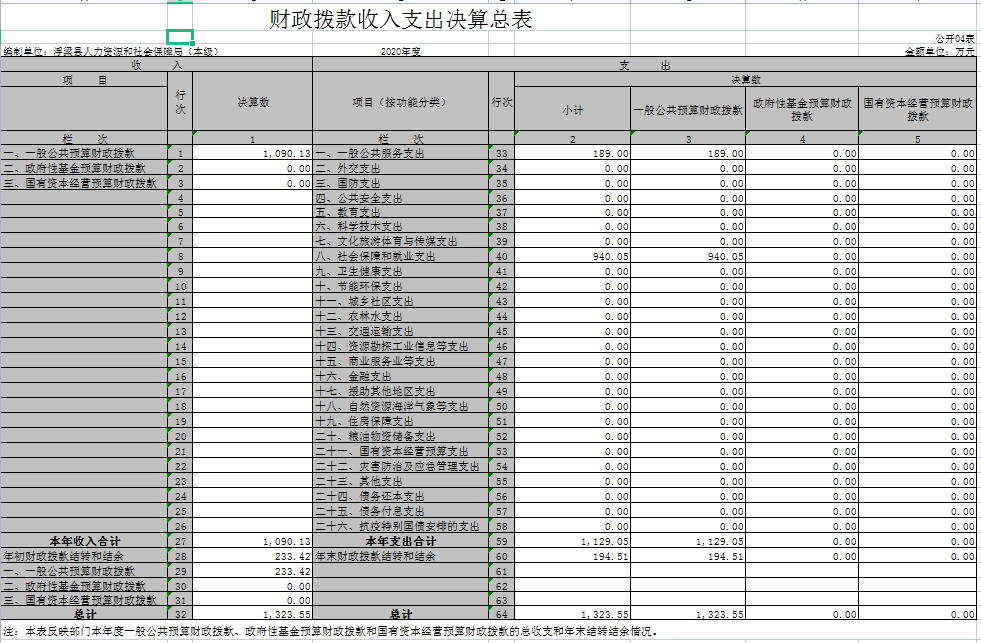 财政拨款收入支出决算总表
公开04表
编制单位：浮梁县人力资源和社会保障局（本级） 2020年度 金额单位：万元
收 入 支 出
项 目 行次 决算数 项目（按功能分类） 行次 决算数
小计 一般公共预算财政拨款 政府性基金预算财政拨款 国有资本经营预算财政拨款
栏 次 1 栏 次 2 3 4 5
一、一般公共预算财政拨款 1 1,090.13 一、一般公共服务支出 33 189.00 189.00 0.00 0.00
二、政府性基金预算财政拨款 2 0.00 二、外交支出 34 0.00 0.00 0.00 0.00
三、国有资本经营预算财政拨款 3 0.00 三、国防支出 35 0.00 0.00 0.00 0.00
4 四、公共安全支出 36 0.00 0.00 0.00 0.00
5 五、教育支出 37 0.00 0.00 0.00 0.00
6 六、科学技术支出 38 0.00 0.00 0.00 0.00
7 七、文化旅游体育与传媒支出 39 0.00 0.00 0.00 0.00
8 八、社会保障和就业支出 40 940.05 940.05 0.00 0.00
9 九、卫生健康支出 41 0.00 0.00 0.00 0.00
10 十、节能环保支出 42 0.00 0.00 0.00 0.00
11 十一、城乡社区支出 43 0.00 0.00 0.00 0.00
12 十二、农林水支出 44 0.00 0.00 0.00 0.00
13 十三、交通运输支出 45 0.00 0.00 0.00 0.00
14 十四、资源勘探工业信息等支出 46 0.00 0.00 0.00 0.00
15 十五、商业服务业等支出 47 0.00 0.00 0.00 0.00
16 十六、金融支出 48 0.00 0.00 0.00 0.00
17 十七、援助其他地区支出 49 0.00 0.00 0.00 0.00
18 十八、自然资源海洋气象等支出 50 0.00 0.00 0.00 0.00
19 十九、住房保障支出 51 0.00 0.00 0.00 0.00
20 二十、粮油物资储备支出 52 0.00 0.00 0.00 0.00
21 二十一、国有资本经营预算支出 53 0.00 0.00 0.00 0.00
22 二十二、灾害防治及应急管理支出 54 0.00 0.00 0.00 0.00
23 二十三、其他支出 55 0.00 0.00 0.00 0.00
24 二十四、债务还本支出 56 0.00 0.00 0.00 0.00
25 二十五、债务付息支出 57 0.00 0.00 0.00 0.00
26 二十六、抗疫特别国债安排的支出 58 0.00 0.00 0.00 0.00
本年收入合计 27 1,090.13 本年支出合计 59 1,129.05 1,129.05 0.00 0.00
年初财政拨款结转和结余 28 233.42 年末财政拨款结转和结余 60 194.51 194.51 0.00 0.00
一、一般公共预算财政拨款 29 233.42 61
二、政府性基金预算财政拨款 30 0.00 62
三、国有资本经营预算财政拨款 31 0.00 63
总计 32 1,323.55 总计 64 1,323.55 1,323.55 0.00 0.00
注：本表反映部门本年度一般公共预算财政拨款、政府性基金预算财政拨款和国有资本经营预算财政拨款的总收支和年末结转结余情况。